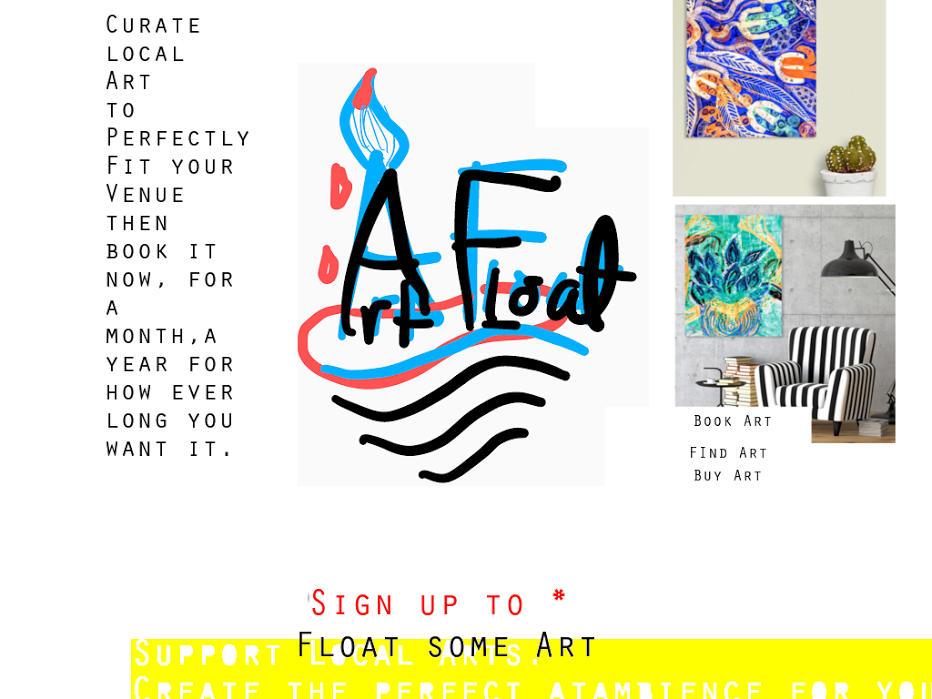 Curate
local
Art
to
Perfectly
Fit your
Venue
then
book it
now, for
a
month,a
year for
how ever
long you
want it.
Art Float
Book Art
FInd Art
Buy Art
Sign up to *
Float some Art
Support Local Arts.
Create the perfect atambience for you